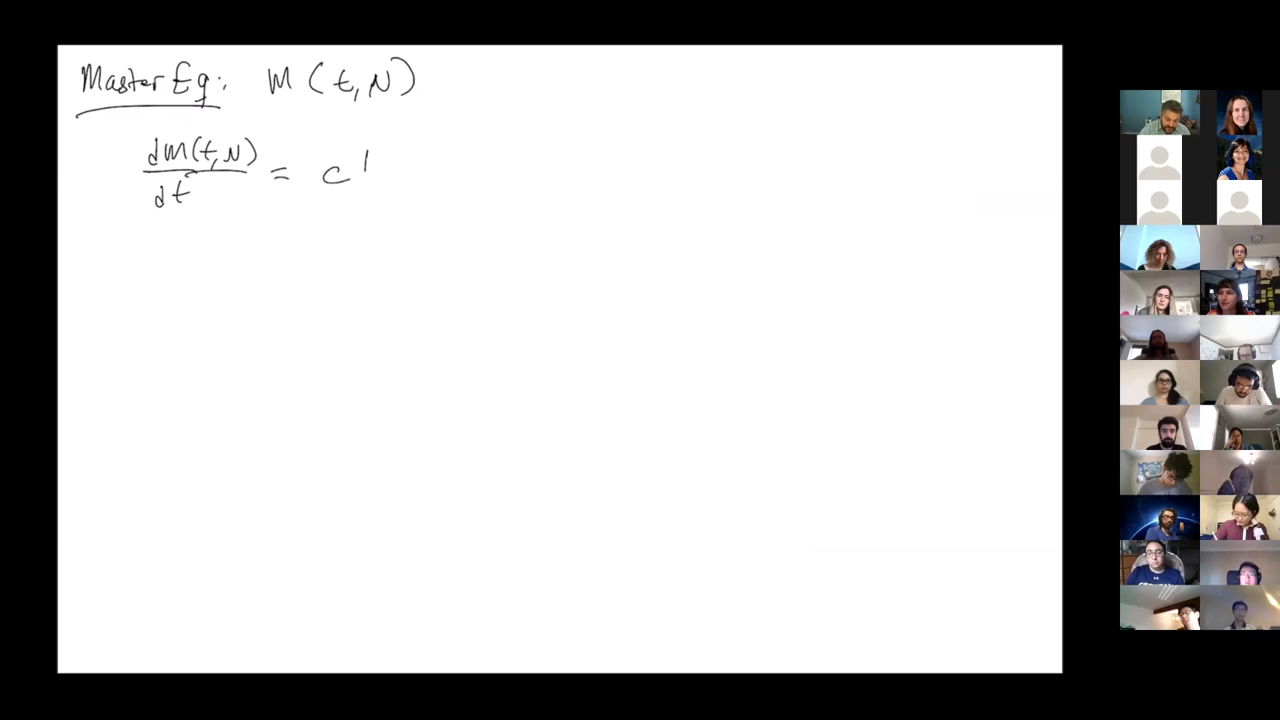 Master Eq: M (t, N)
dM(t,N)
dt
= c